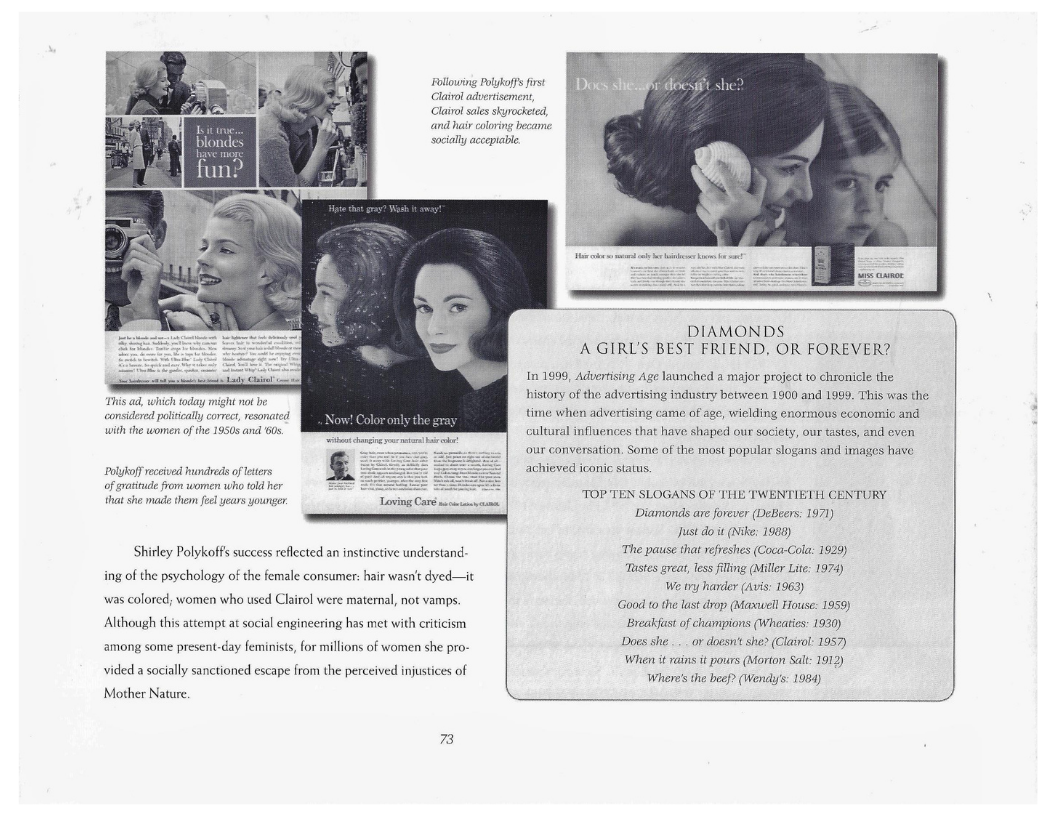 Is it true...
blondes
have more
fun?
Your hairdresser will tell you a blonde's best friend is Lady Clairol®
This ad, which today might not be
considered politically correct, resonated
with the women of the 1950s and '60s.
Polykoff received hundreds of letters
of gratitude from women who told her
that she made them feel years younger.
Hate that gray? Wash it away!
Now! Color only the gray
without changing your natural hair color!
Loving Care® Hair Color Lotion by CLAIROL
Following Polykoff's first
Clairol advertisement,
Clairol sales skyrocketed,
and hair coloring became
socially acceptable.
Does she...or doesn't she?
Hair color so natural only her hairdresser knows for sure!
MISS CLAIROL
Shirley Polykoff's success reflected an instinctive understand-
ing of the psychology of the female consumer: hair wasn't dyed—it
was colored; women who used Clairol were maternal, not vamps.
Although this attempt at social engineering has met with criticism
among some present-day feminists, for millions of women she pro-
vided a socially sanctioned escape from the perceived injustices of
Mother Nature.
DIAMONDS
A GIRL'S BEST FRIEND, OR FOREVER?
In 1999, Advertising Age launched a major project to chronicle the
history of the advertising industry between 1900 and 1999. This was the
time when advertising came of age, wielding enormous economic and
cultural influences that have shaped our society, our tastes, and even
our conversation. Some of the most popular slogans and images have
achieved iconic status.
TOP TEN SLOGANS OF THE TWENTIETH CENTURY
Diamonds are forever (DeBeers: 1971)
Just do it (Nike: 1988)
The pause that refreshes (Coca-Cola: 1929)
Tastes great, less filling (Miller Lite: 1974)
We try harder (Avis: 1963)
Good to the last drop (Maxwell House: 1959)
Breakfast of champions (Wheaties: 1930)
Does she . . . or doesn't she? (Clairol: 1957)
When it rains it pours (Morton Salt: 1912)
Where's the beef? (Wendy's: 1984)
73